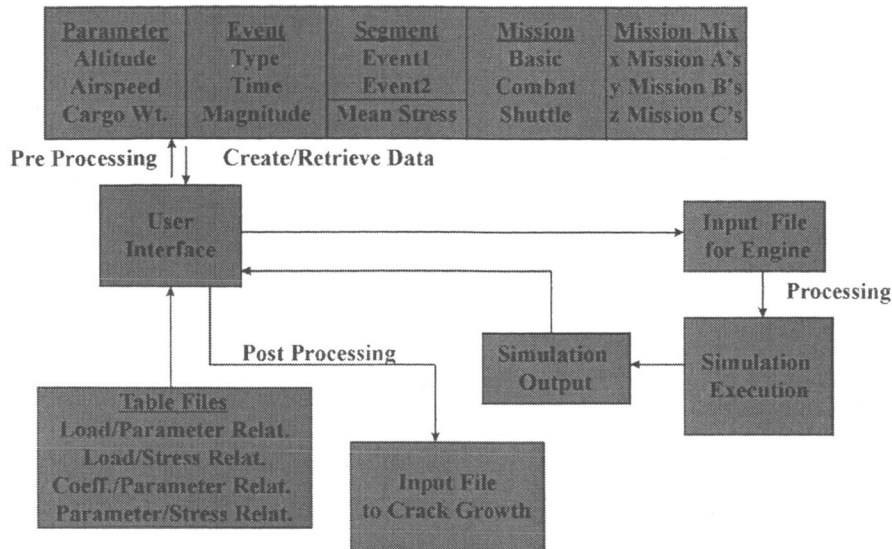 Parameter
Altitude
Airspeed
Cargo Wt.
Event
Type
Time
Magnitude
Segment
Event1
Event2
Mean Stress
Mission
Basic
Combat
Shuttle
Mission Mix
x Mission A's
y Mission B's
z Mission C's
Pre Processing
Create/Retrieve Data
User
Interface
Input File
for Engine
Processing
Simulation
Execution
Simulation
Output
Post Processing
Table Files
Load/Parameter Relat.
Load/Stress Relat.
Coeff./Parameter Relat.
Parameter/Stress Relat.
Input File
to Crack Growth